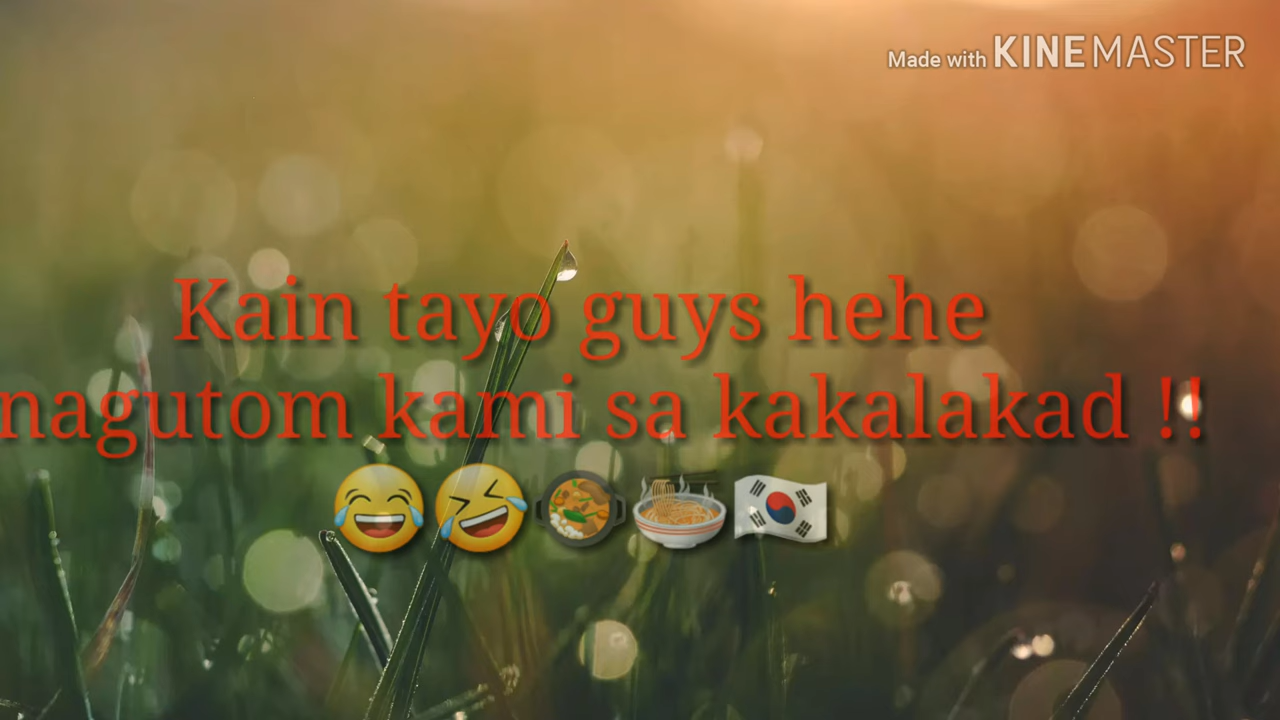 Made with KINEMASTER
Kain tayo guys hehe
nagutom kami sa kakalakad !!
😂🤣🥘🍜🇰🇷